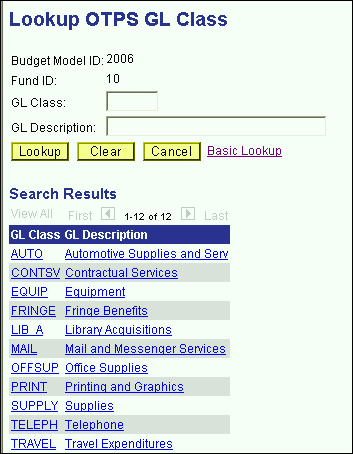 Lookup OTPS GL Class
Budget Model ID: 2006
Fund ID: 10
GL Class:
GL Description:
Lookup Clear Cancel Basic Lookup
Search Results
View All First 1-12 of 12 Last
GL Class GL Description
AUTO Automotive Supplies and Serv
CONTSV Contractual Services
EQUIP Equipment
FRINGE Fringe Benefits
LIB_A Library Acquisitions
MAIL Mail and Messenger Services
OFFSUP Office Supplies
PRINT Printing and Graphics
SUPPLY Supplies
TELEPH Telephone
TRAVEL Travel Expenditures